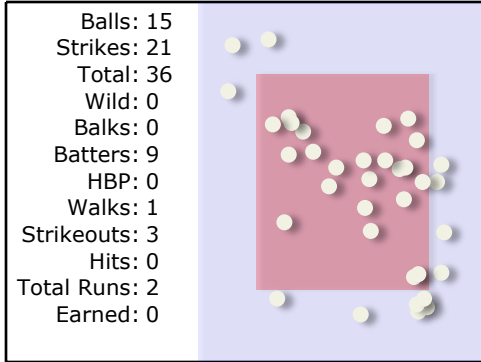 Balls: 15
Strikes: 21
Total: 36
Wild: 0
Balks: 0
Batters: 9
HBP: 0
Walks: 1
Strikeouts: 3
Hits: 0
Total Runs: 2
Earned: 0